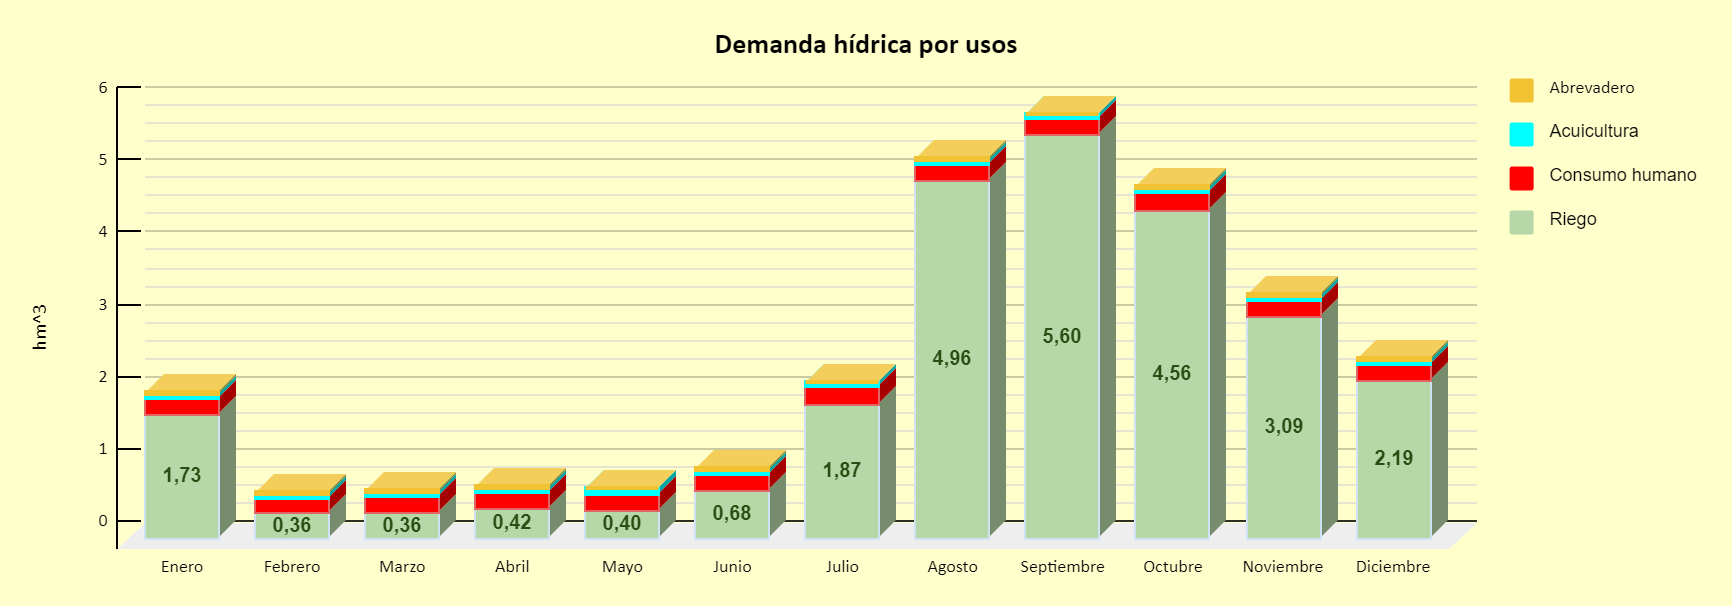 Demanda hídrica por usos
hm^3
6
5
4
3
2
1
0
1,73
0,36
0,36
0,42
0,40
0,68
1,87
4,96
5,60
4,56
3,09
2,19
Enero
Febrero
Marzo
Abril
Mayo
Junio
Julio
Agosto
Septiembre
Octubre
Noviembre
Diciembre
Abrevadero
Acuicultura
Consumo humano
Riego